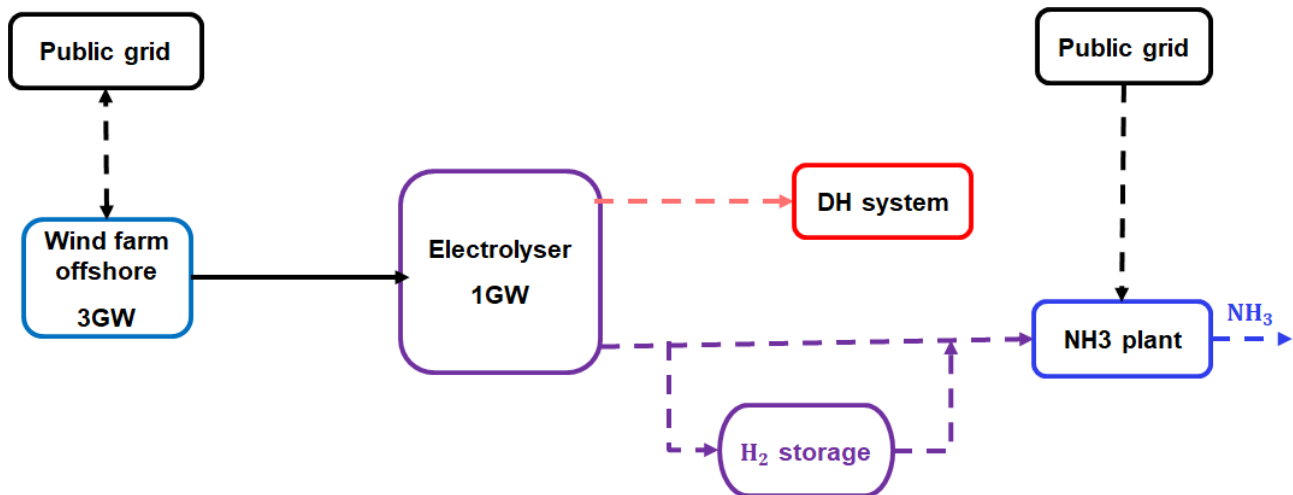 Public grid
Public grid
DH system
Wind farm
offshore
3GW
Electrolyser
1GW
NH₃
NH3 plant
H₂ storage